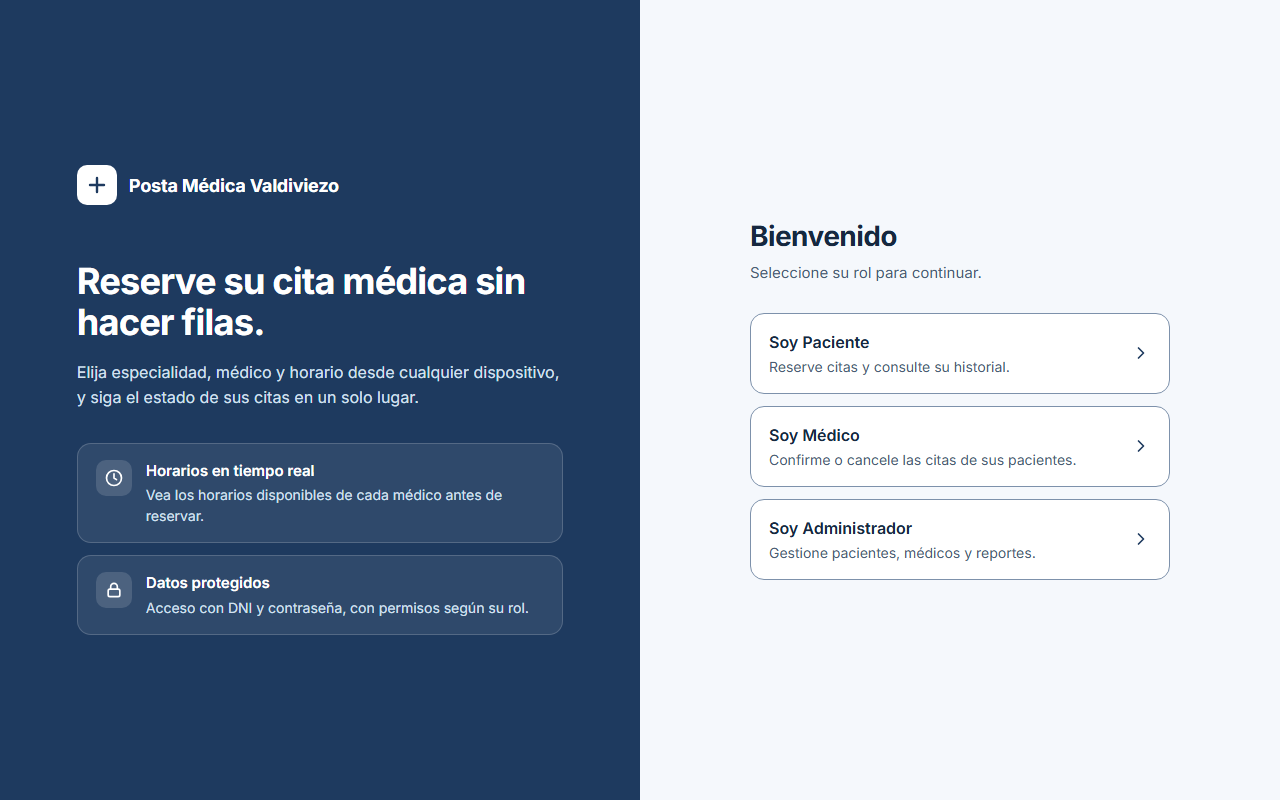 Posta Médica Valdiviezo
Reserve su cita médica sin
hacer filas.
Elija especialidad, médico y horario desde cualquier dispositivo,
y siga el estado de sus citas en un solo lugar.
Horarios en tiempo real
Vea los horarios disponibles de cada médico antes de
reservar.
Datos protegidos
Acceso con DNI y contraseña, con permisos según su rol.
Bienvenido
Seleccione su rol para continuar.
Soy Paciente
Reserve citas y consulte su historial.
Soy Médico
Confirme o cancele las citas de sus pacientes.
Soy Administrador
Gestione pacientes, médicos y reportes.